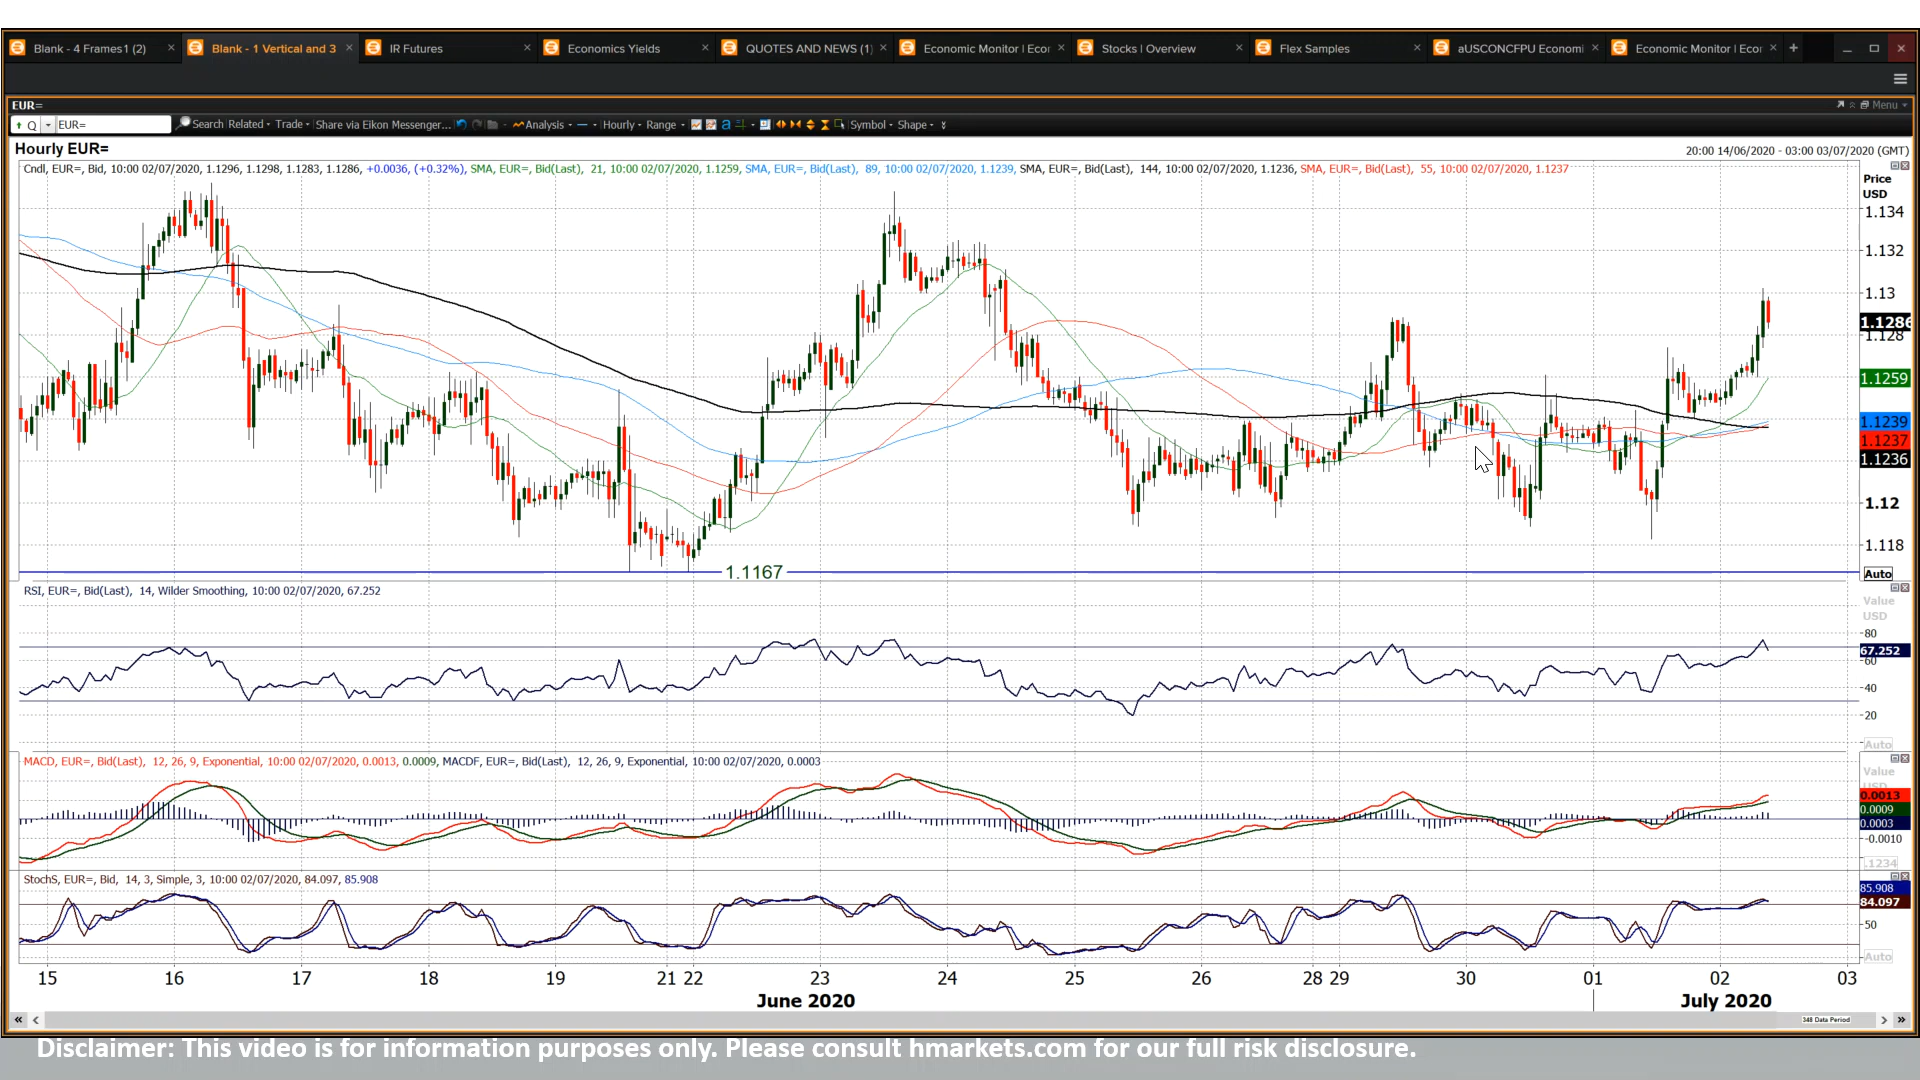 Blank - 4 Frames1 (2) × Blank - 1 Vertical and 3 × IR Futures × Economics Yields × QUOTES AND NEWS (1) × Economic Monitor | Ecor × Stocks | Overview × Flex Samples × aUSCONCFPU Economi × Economic Monitor | Ecor × +
EUR= Menu
Q EUR= Search Related Trade Share via Eikon Messenger... Analysis Hourly Range a Symbol Shape
Hourly EUR= 20:00 14/06/2020 - 03:00 03/07/2020 (GMT)
Cndl, EUR=, Bid, 10:00 02/07/2020, 1.1296, 1.1298, 1.1283, 1.1286, +0.0036, (+0.32%), SMA, EUR=, Bid(Last), 21, 10:00 02/07/2020, 1.1259, SMA, EUR=, Bid(Last), 89, 10:00 02/07/2020, 1.1239, SMA, EUR=, Bid(Last), 144, 10:00 02/07/2020, 1.1236, SMA, EUR=, Bid(Last), 55, 10:00 02/07/2020, 1.1237
Price
USD
1.134
1.132
1.13
1.1286
1.128
1.1259
1.1239
1.1237
1.1236
1.12
1.118
1.1167
Auto
RSI, EUR=, Bid(Last), 14, Wilder Smoothing, 10:00 02/07/2020, 67.252
Value
USD
80
67.252
60
40
20
Auto
MACD, EUR=, Bid(Last), 12, 26, 9, Exponential, 10:00 02/07/2020, 0.0013, 0.0009, MACDF, EUR=, Bid(Last), 12, 26, 9, Exponential, 10:00 02/07/2020, 0.0003
Value
USD
0.0013
0.0009
0.0003
-0.0010
.1234
StochS, EUR=, Bid, 14, 3, Simple, 3, 10:00 02/07/2020, 84.097, 85.908
85.908
84.097
50
Auto
15 16 17 18 19 21 22 23 24 25 26 28 29 30 01 02 03
June 2020 July 2020
348 Data Period
Disclaimer: This video is for information purposes only. Please consult hmarkets.com for our full risk disclosure.